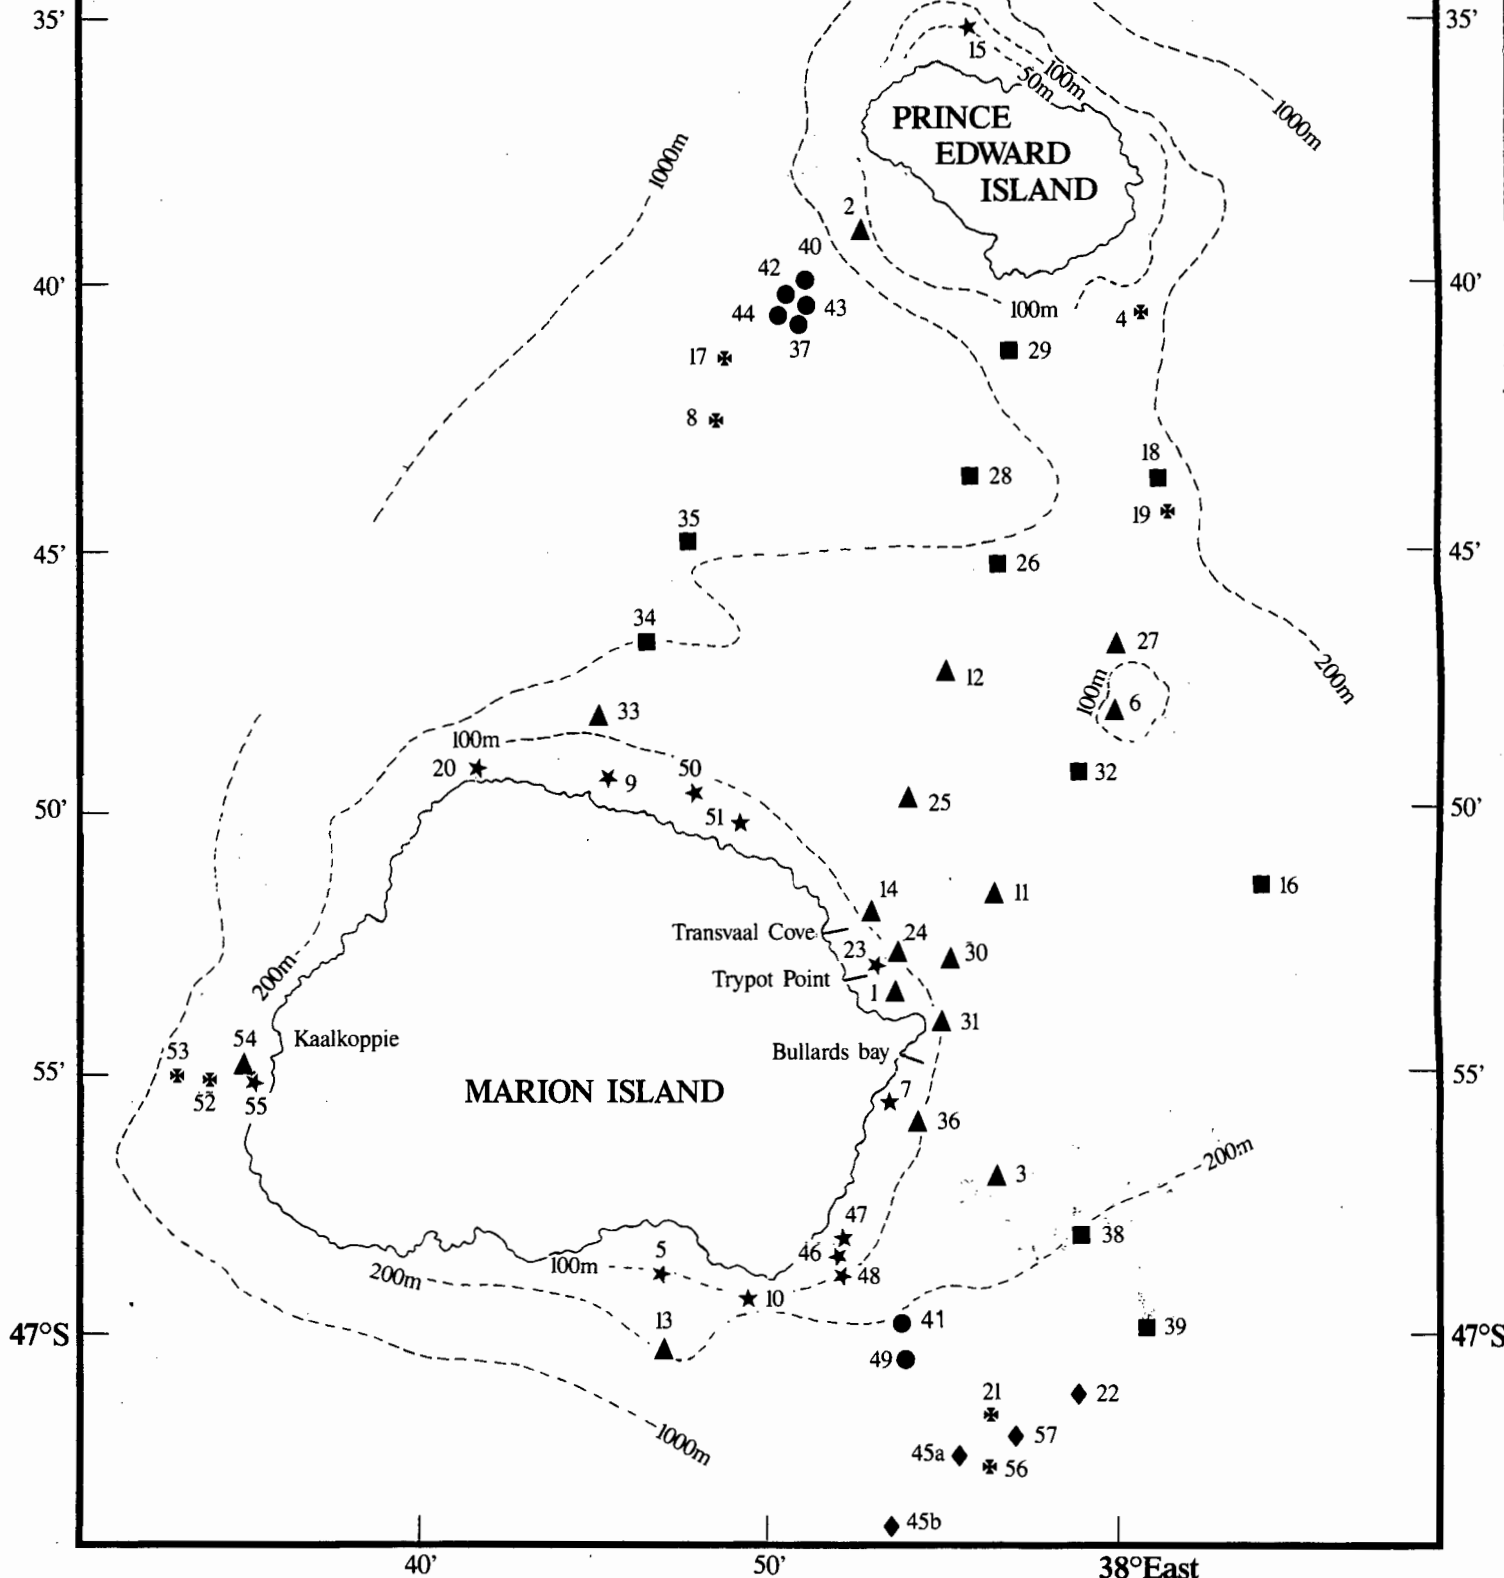 35'
35'
15
100m
50m
1000m
PRINCE
EDWARD
ISLAND
1000m
2
40
42
40'
40'
44
43
100m
4
37
29
17
8
18
28
19
35
45'
45'
26
34
27
200m
12
100m
6
33
100m
20
9
50
32
51
25
50'
50'
14
11
16
Transvaal Cove
24
23
30
200m
Trypot Point
1
31
Kaalkoppie
54
53
Bullards bay
55'
55'
52
55
MARION ISLAND
7
36
3
200m
47
38
46
5
100m
48
200m
10
13
41
39
47°S
47°S
49
21
22
57
1000m
45a
56
45b
40'
50'
38°East